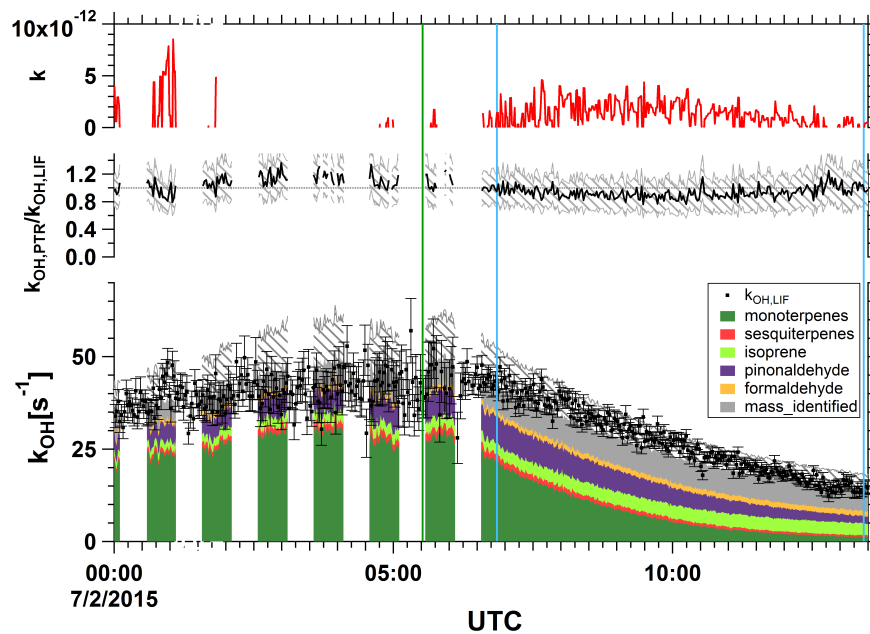 10x10-12
5
0
k
1.2
0.8
0.4
0.0
kOH,PTR/kOH,LIF
50
25
0
kOH[s-1]
kOH,LIF
monoterpenes
sesquiterpenes
isoprene
pinonaldehyde
formaldehyde
mass_identified
00:00
05:00
10:00
7/2/2015
UTC